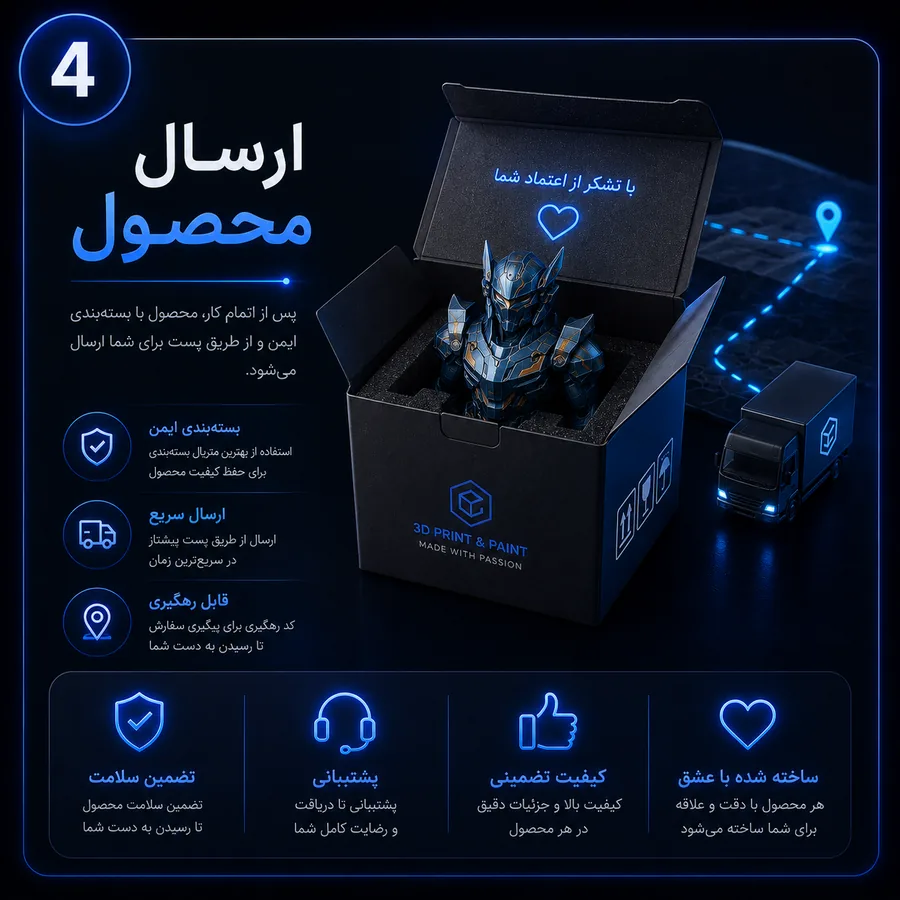 4
ارسال
محصول
پس از اتمام کار، محصول با بسته‌بندی
ایمن و از طریق پست برای شما ارسال
می‌شود.
با تشکر از اعتماد شما
بسته‌بندی ایمن
استفاده از بهترین متریال بسته‌بندی
برای حفظ کیفیت محصول
ارسال سریع
ارسال از طریق پست پیشتاز
در سریع‌ترین زمان
قابل رهگیری
کد رهگیری برای پیگیری سفارش
تا رسیدن به دست شما
3D PRINT & PAINT
MADE WITH PASSION
ساخته شده با عشق
هر محصول با دقت و علاقه
برای شما ساخته می‌شود
کیفیت تضمینی
کیفیت بالا و جزئیات دقیق
در هر محصول
پشتیبانی
پشتیبانی تا دریافت
و رضایت کامل شما
تضمین سلامت
تضمین سلامت محصول
تا رسیدن به دست شما